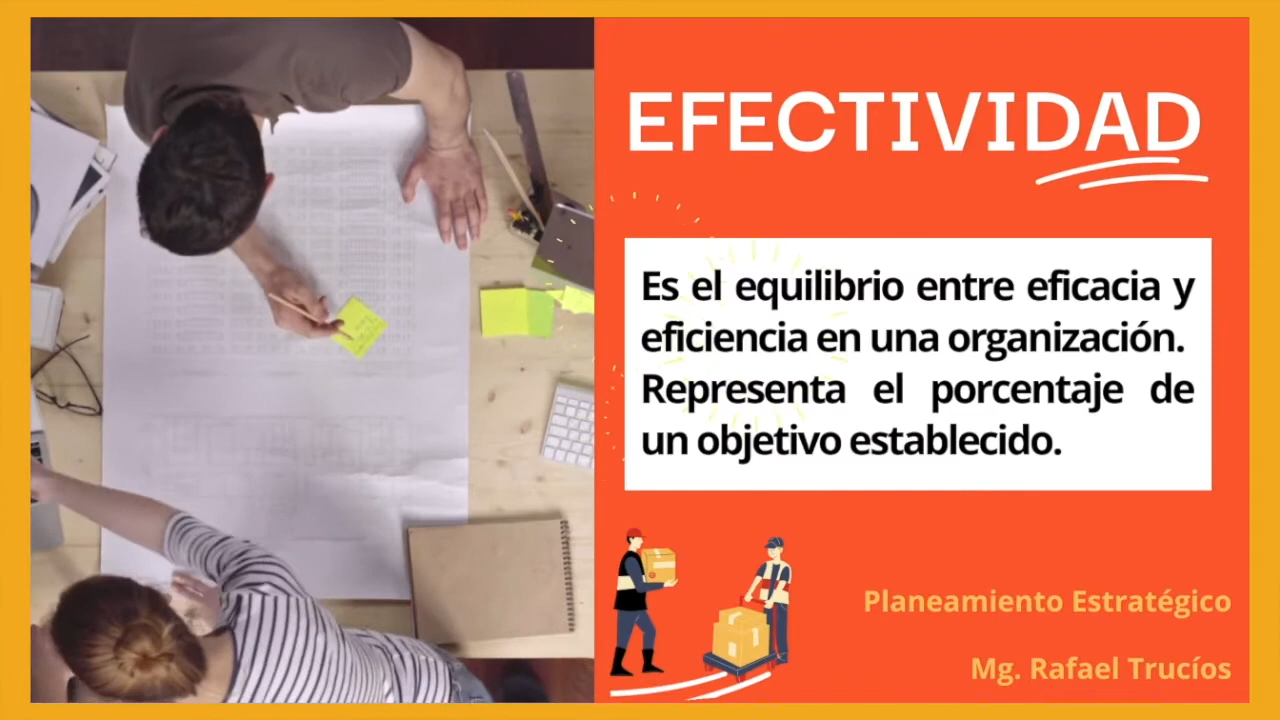 EFECTIVIDAD
Es el equilibrio entre eficacia y
eficiencia en una organización.
Representa el porcentaje de
un objetivo establecido.
Planeamiento Estratégico
Mg. Rafael Trucíos